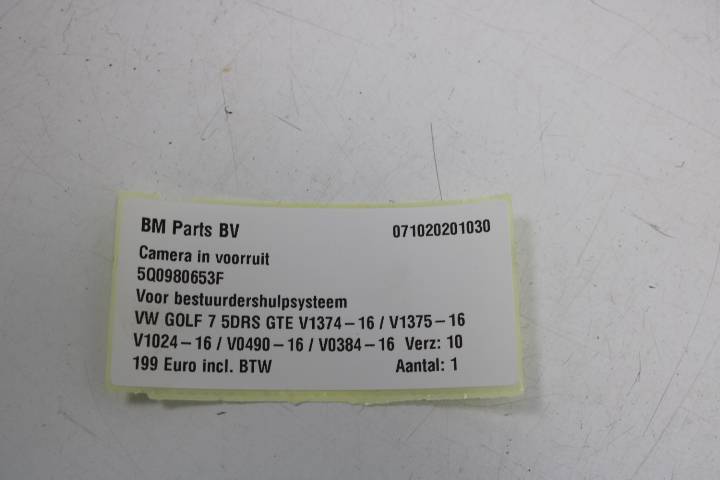 BM Parts BV 071020201030
Camera in voorruit
5Q0980653F
Voor bestuurdershulpsysteem
VW GOLF 7 5DRS GTE V1374-16 / V1375-16
V1024-16 / V0490-16 / V0384-16 Verz: 10
199 Euro incl. BTW Aantal: 1